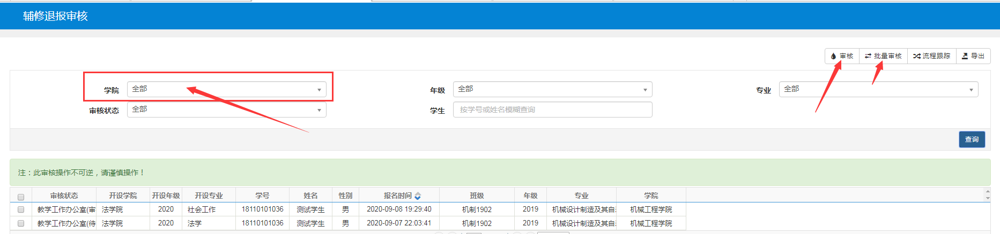 辅修退报审核
审核 批量审核 流程跟踪 导出
学院 全部 年级 全部 专业 全部
审核状态 全部 学生 按学号或姓名模糊查询
查询
注：此审核操作不可逆，请谨慎操作！
审核状态 开设学院 开设年级 开设专业 学号 姓名 性别 报名时间 班级 年级 专业 学院
教学工作办公室(审 法学院 2020 社会工作 18110101036 测试学生 男 2020-09-08 19:29:40 机制1902 2019 机械设计制造及其自 机械工程学院
教学工作办公室(待 法学院 2020 法学 18110101036 测试学生 男 2020-09-07 22:03:41 机制1902 2019 机械设计制造及其自 机械工程学院